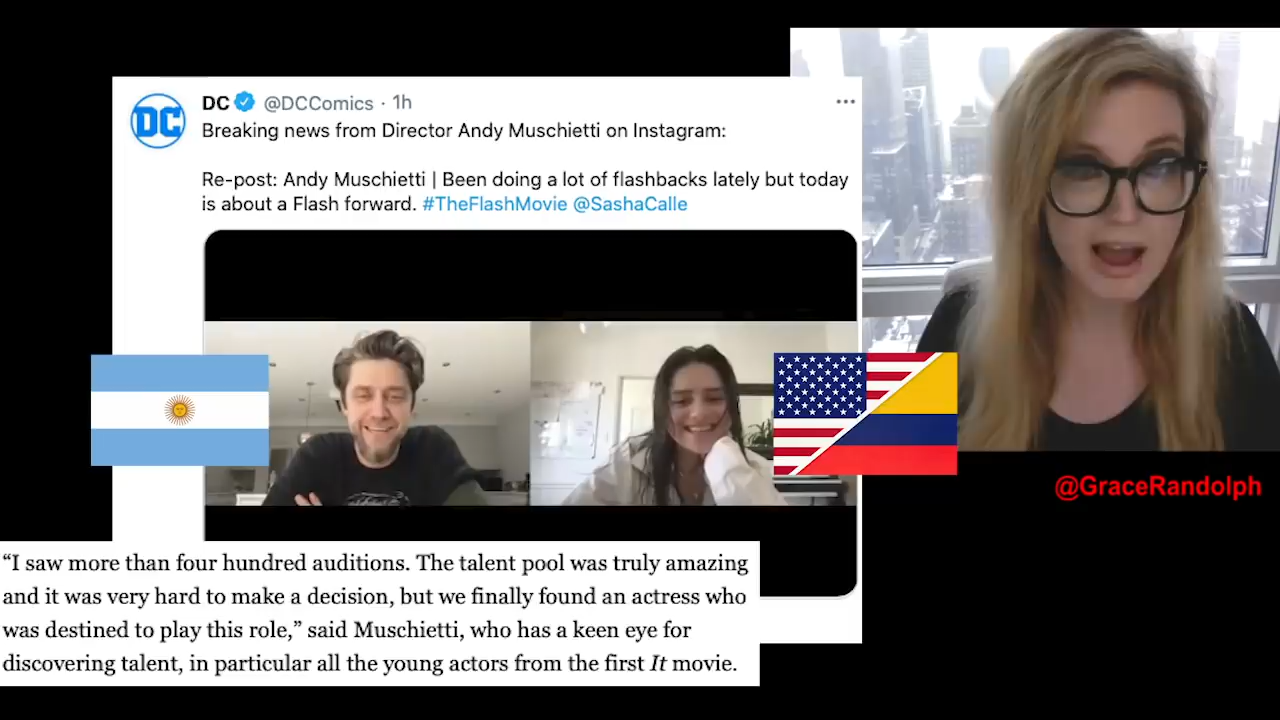 DC @DCComics · 1h
Breaking news from Director Andy Muschietti on Instagram:
Re-post: Andy Muschietti | Been doing a lot of flashbacks lately but today
is about a Flash forward. #TheFlashMovie @SashaCalle
DC
@GraceRandolph
“I saw more than four hundred auditions. The talent pool was truly amazing
and it was very hard to make a decision, but we finally found an actress who
was destined to play this role,” said Muschietti, who has a keen eye for
discovering talent, in particular all the young actors from the first It movie.